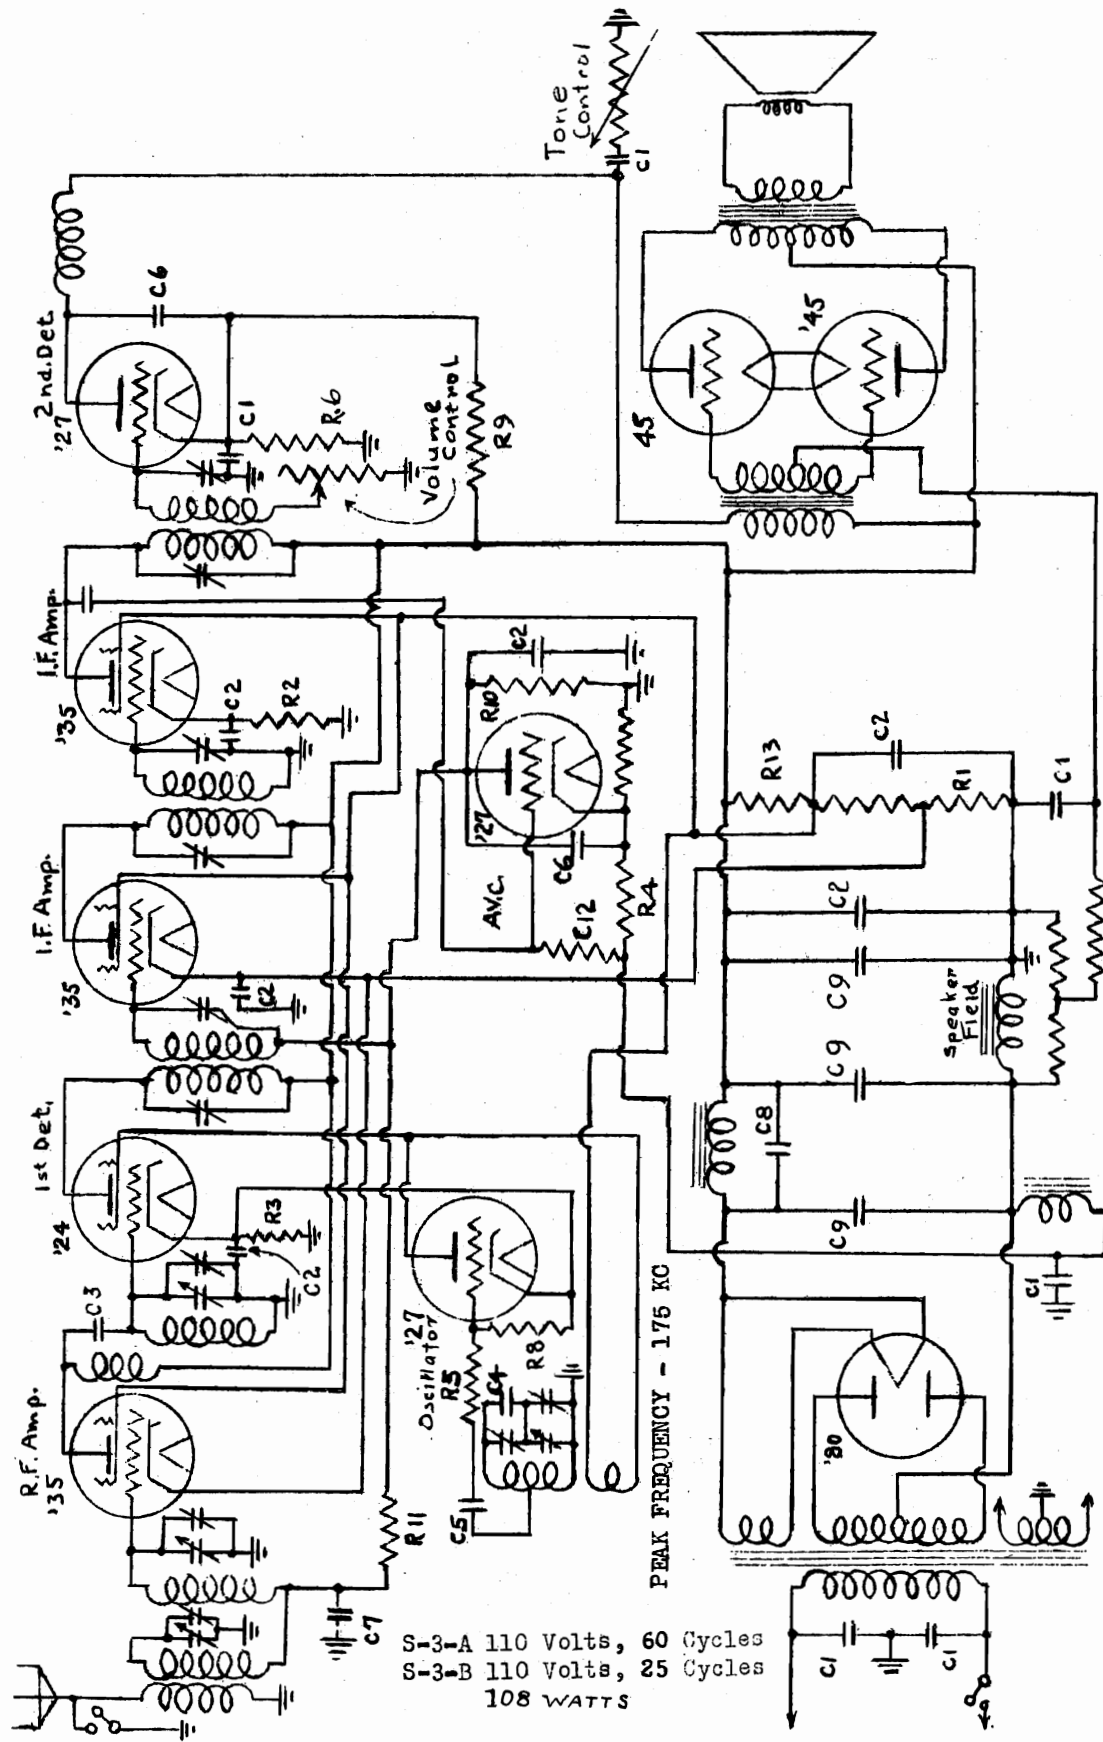 R.F. Amp.
'35
C3
1st Det.
'24
I.F. Amp.
'35
I.F. Amp.
'35
2nd. Det.
'27
C6
C2
R3
C2
C2
R2
C1
R.6
Volume
Control
R9
Tone
Control
C1
C7
R11
C5
'27
Oscillator
R5
C4
R8
A.V.C.
'27
C6
C12
R4
R10
C2
45
'45
PEAK FREQUENCY - 175 KC
S-3-A 110 Volts, 60 Cycles
S-3-B 110 Volts, 25 Cycles
108 WATTS
C8
C9
C9
C9
C2
R13
R1
C2
C1
Speaker
Field
C1
'80
C1
C1